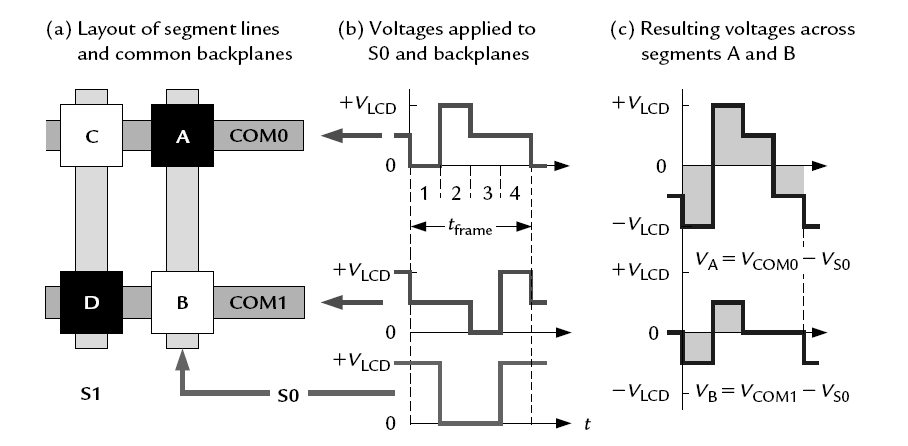 (a) Layout of segment lines
and common backplanes
C
A
COM0
D
B
COM1
S1
S0
(b) Voltages applied to
S0 and backplanes
+VLCD
0
1 2 3 4
tframe
+VLCD
0
+VLCD
0
t
(c) Resulting voltages across
segments A and B
+VLCD
0
−VLCD
VA = VCOM0 − VS0
+VLCD
0
−VLCD
VB = VCOM1 − VS0